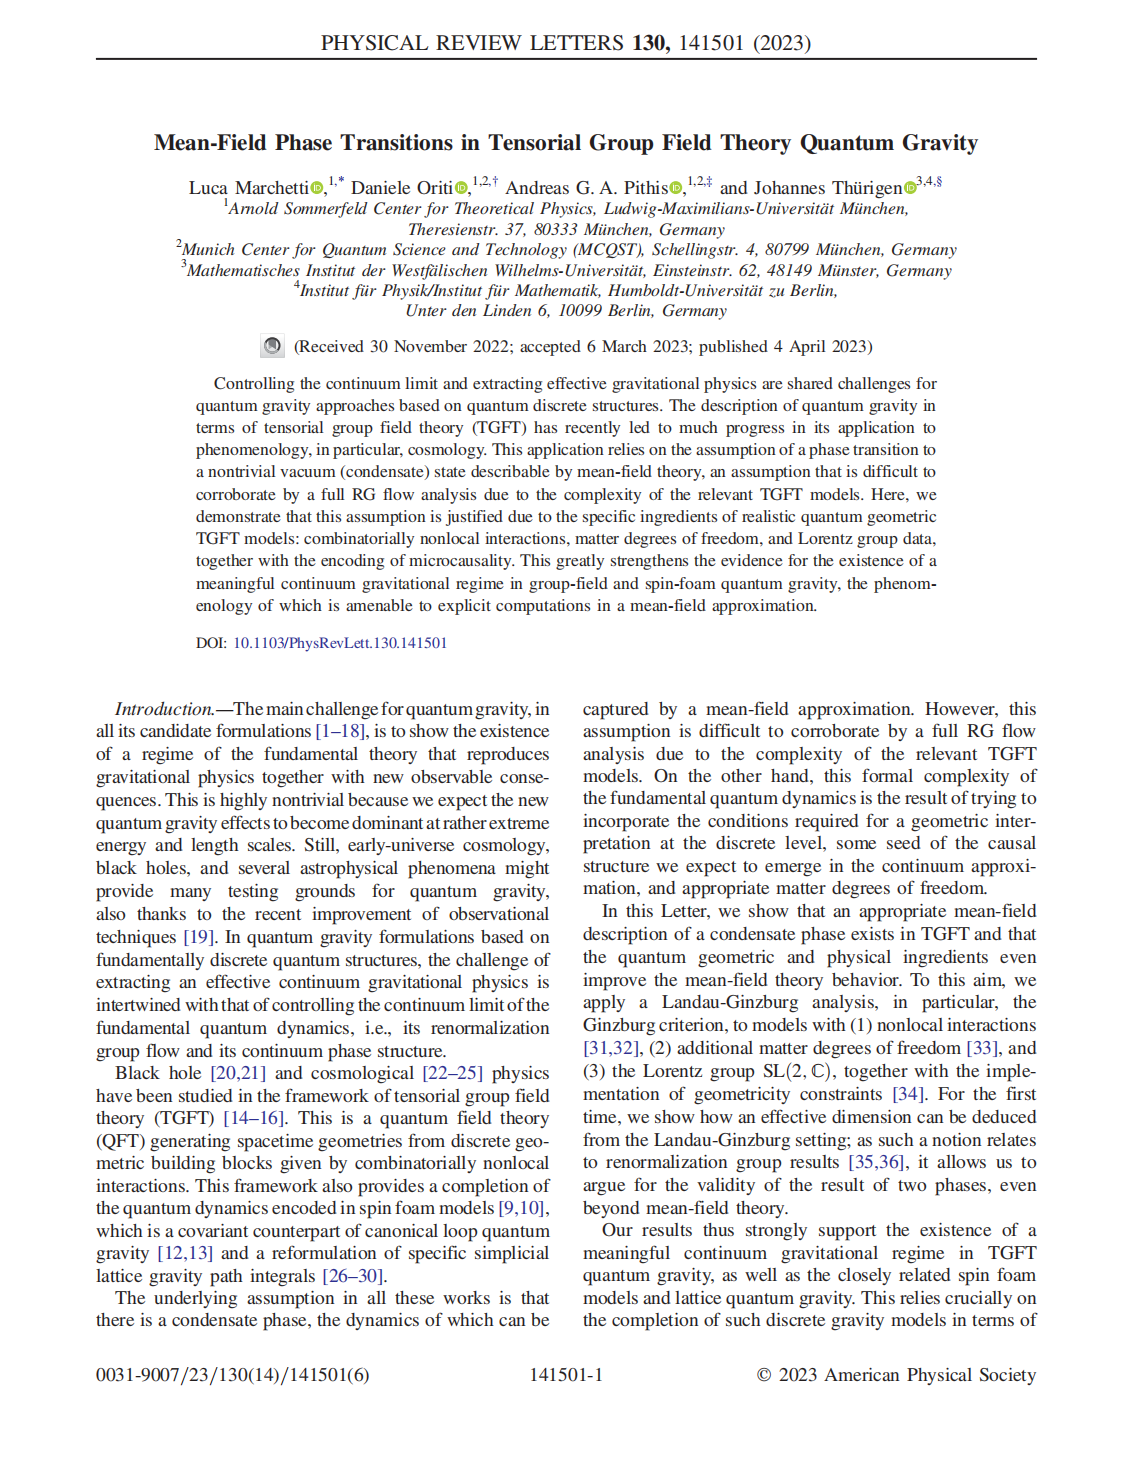 PHYSICAL REVIEW LETTERS 130, 141501 (2023)
Mean-Field Phase Transitions in Tensorial Group Field Theory Quantum Gravity
Luca Marchetti,1,* Daniele Oriti,1,2,† Andreas G. A. Pithis,1,2,‡ and Johannes Thürigen3,4,§
1Arnold Sommerfeld Center for Theoretical Physics, Ludwig-Maximilians-Universität München,
Theresienstr. 37, 80333 München, Germany
2Munich Center for Quantum Science and Technology (MCQST), Schellingstr. 4, 80799 München, Germany
3Mathematisches Institut der Westfälischen Wilhelms-Universität, Einsteinstr. 62, 48149 Münster, Germany
4Institut für Physik/Institut für Mathematik, Humboldt-Universität zu Berlin,
Unter den Linden 6, 10099 Berlin, Germany
(Received 30 November 2022; accepted 6 March 2023; published 4 April 2023)
Controlling the continuum limit and extracting effective gravitational physics are shared challenges for
quantum gravity approaches based on quantum discrete structures. The description of quantum gravity in
terms of tensorial group field theory (TGFT) has recently led to much progress in its application to
phenomenology, in particular, cosmology. This application relies on the assumption of a phase transition to
a nontrivial vacuum (condensate) state describable by mean-field theory, an assumption that is difficult to
corroborate by a full RG flow analysis due to the complexity of the relevant TGFT models. Here, we
demonstrate that this assumption is justified due to the specific ingredients of realistic quantum geometric
TGFT models: combinatorially nonlocal interactions, matter degrees of freedom, and Lorentz group data,
together with the encoding of microcausality. This greatly strengthens the evidence for the existence of a
meaningful continuum gravitational regime in group-field and spin-foam quantum gravity, the phenom-
enology of which is amenable to explicit computations in a mean-field approximation.
DOI: 10.1103/PhysRevLett.130.141501
Introduction.—The main challenge for quantum gravity, in
all its candidate formulations [1–18], is to show the existence
of a regime of the fundamental theory that reproduces
gravitational physics together with new observable conse-
quences. This is highly nontrivial because we expect the new
quantum gravity effects to become dominant at rather extreme
energy and length scales. Still, early-universe cosmology,
black holes, and several astrophysical phenomena might
provide many testing grounds for quantum gravity,
also thanks to the recent improvement of observational
techniques [19]. In quantum gravity formulations based on
fundamentally discrete quantum structures, the challenge of
extracting an effective continuum gravitational physics is
intertwined with that of controlling the continuum limit of the
fundamental quantum dynamics, i.e., its renormalization
group flow and its continuum phase structure.
Black hole [20,21] and cosmological [22–25] physics
have been studied in the framework of tensorial group field
theory (TGFT) [14–16]. This is a quantum field theory
(QFT) generating spacetime geometries from discrete geo-
metric building blocks given by combinatorially nonlocal
interactions. This framework also provides a completion of
the quantum dynamics encoded in spin foam models [9,10],
which is a covariant counterpart of canonical loop quantum
gravity [12,13] and a reformulation of specific simplicial
lattice gravity path integrals [26–30].
The underlying assumption in all these works is that
there is a condensate phase, the dynamics of which can be
captured by a mean-field approximation. However, this
assumption is difficult to corroborate by a full RG flow
analysis due to the complexity of the relevant TGFT
models. On the other hand, this formal complexity of
the fundamental quantum dynamics is the result of trying to
incorporate the conditions required for a geometric inter-
pretation at the discrete level, some seed of the causal
structure we expect to emerge in the continuum approxi-
mation, and appropriate matter degrees of freedom.
In this Letter, we show that an appropriate mean-field
description of a condensate phase exists in TGFT and that
the quantum geometric and physical ingredients even
improve the mean-field theory behavior. To this aim, we
apply a Landau-Ginzburg analysis, in particular, the
Ginzburg criterion, to models with (1) nonlocal interactions
[31,32], (2) additional matter degrees of freedom [33], and
(3) the Lorentz group SL(2, ℂ), together with the imple-
mentation of geometricity constraints [34]. For the first
time, we show how an effective dimension can be deduced
from the Landau-Ginzburg setting; as such a notion relates
to renormalization group results [35,36], it allows us to
argue for the validity of the result of two phases, even
beyond mean-field theory.
Our results thus strongly support the existence of a
meaningful continuum gravitational regime in TGFT
quantum gravity, as well as the closely related spin foam
models and lattice quantum gravity. This relies crucially on
the completion of such discrete gravity models in terms of
0031-9007/23/130(14)/141501(6)
141501-1
© 2023 American Physical Society